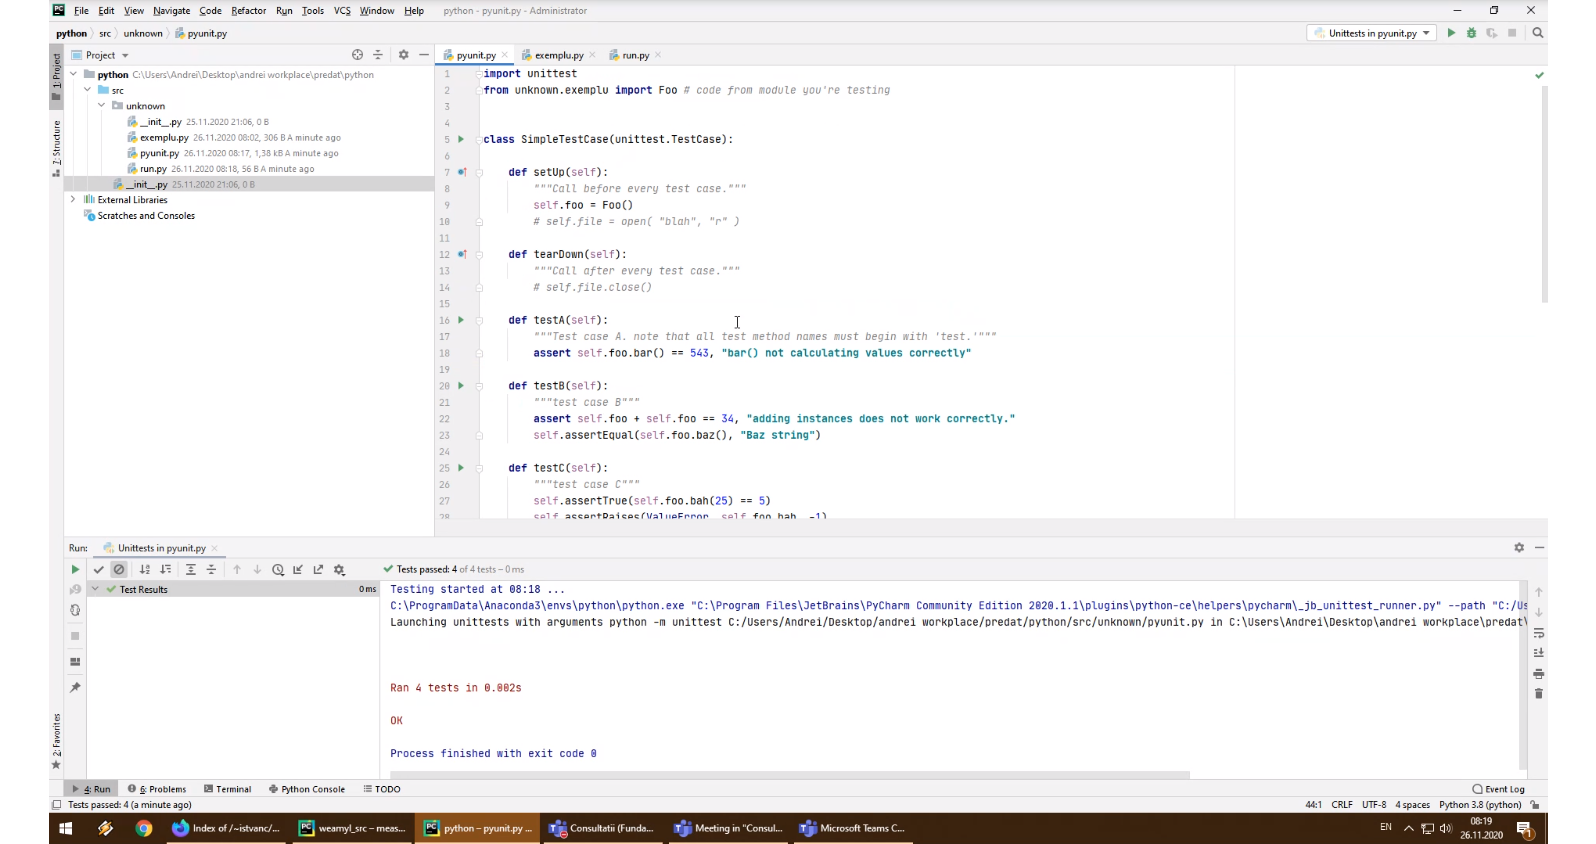 File Edit View Navigate Code Refactor Run Tools VCS Window Help python - pyunit.py - Administrator
python src unknown pyunit.py Unittests in pyunit.py
Project
pyunit.py exemplu.py run.py
1: Project
python C:\Users\Andrei\Desktop\andrei workplace\predat\python
src
unknown
__init__.py 25.11.2020 21:06, 0 B
exemplu.py 26.11.2020 08:02, 306 B A minute ago
pyunit.py 26.11.2020 08:17, 1,38 kB A minute ago
run.py 26.11.2020 08:18, 56 B A minute ago
__init__.py 25.11.2020 21:06, 0 B
External Libraries
Scratches and Consoles
7: Structure
2: Favorites
1 import unittest
2 from unknown.exemplu import Foo # code from module you're testing
3
4
5 class SimpleTestCase(unittest.TestCase):
6
7 def setUp(self):
8 """Call before every test case."""
9 self.foo = Foo()
10 # self.file = open( "blah", "r" )
11
12 def tearDown(self):
13 """Call after every test case."""
14 # self.file.close()
15
16 def testA(self):
17 """Test case A. note that all test method names must begin with 'test.'"""
18 assert self.foo.bar() == 543, "bar() not calculating values correctly"
19
20 def testB(self):
21 """test case B"""
22 assert self.foo + self.foo == 34, "adding instances does not work correctly."
23 self.assertEqual(self.foo.baz(), "Baz string")
24
25 def testC(self):
26 """test case C"""
27 self.assertTrue(self.foo.bah(25) == 5)
28 self.assertRaises(ValueError, self.foo.bah, -1)
Run: Unittests in pyunit.py
Tests passed: 4 of 4 tests – 0 ms
Test Results 0 ms
Testing started at 08:18 ...
C:\ProgramData\Anaconda3\envs\python\python.exe "C:\Program Files\JetBrains\PyCharm Community Edition 2020.1.1\plugins\python-ce\helpers\pycharm\_jb_unittest_runner.py" --path "C:/Us
Launching unittests with arguments python -m unittest C:/Users/Andrei/Desktop/andrei workplace/predat/python/src/unknown/pyunit.py in C:\Users\Andrei\Desktop\andrei workplace\predat\
Ran 4 tests in 0.002s
OK
Process finished with exit code 0
4: Run 6: Problems Terminal Python Console TODO Event Log
Tests passed: 4 (a minute ago) 44:1 CRLF UTF-8 4 spaces Python 3.8 (python)
Index of /~istvanc/... weamyl_src – meas... python – pyunit.py ... Consultatii (Funda... Meeting in "Consul... Microsoft Teams C... EN 08:19
26.11.2020
1